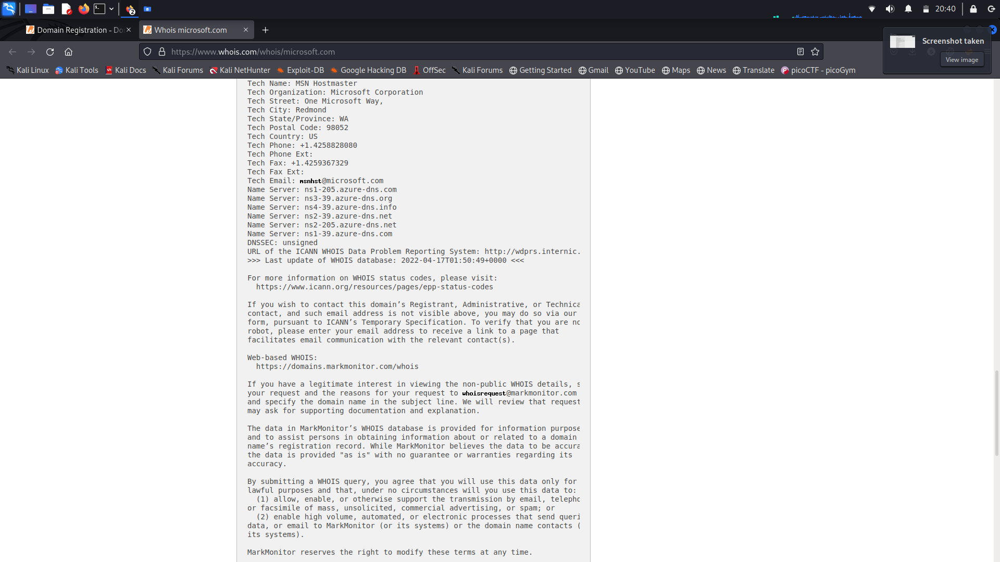 20:40
Domain Registration - Do
Whois microsoft.com
Screenshot taken
View image
https://www.whois.com/whois/microsoft.com
Kali Linux Kali Tools Kali Docs Kali Forums Kali NetHunter Exploit-DB Google Hacking DB OffSec Kali Forums Getting Started Gmail YouTube Maps News Translate picoCTF - picoGym
Tech Name: MSN Hostmaster
Tech Organization: Microsoft Corporation
Tech Street: One Microsoft Way,
Tech City: Redmond
Tech State/Province: WA
Tech Postal Code: 98052
Tech Country: US
Tech Phone: +1.4258828080
Tech Phone Ext:
Tech Fax: +1.4259367329
Tech Fax Ext:
Tech Email: msnhst@microsoft.com
Name Server: ns1-205.azure-dns.com
Name Server: ns3-39.azure-dns.org
Name Server: ns4-39.azure-dns.info
Name Server: ns2-39.azure-dns.net
Name Server: ns2-205.azure-dns.net
Name Server: ns1-39.azure-dns.com
DNSSEC: unsigned
URL of the ICANN WHOIS Data Problem Reporting System: http://wdprs.internic.
>>> Last update of WHOIS database: 2022-04-17T01:50:49+0000 <<<
For more information on WHOIS status codes, please visit:
https://www.icann.org/resources/pages/epp-status-codes
If you wish to contact this domain’s Registrant, Administrative, or Technica
contact, and such email address is not visible above, you may do so via our
form, pursuant to ICANN’s Temporary Specification. To verify that you are no
robot, please enter your email address to receive a link to a page that
facilitates email communication with the relevant contact(s).
Web-based WHOIS:
https://domains.markmonitor.com/whois
If you have a legitimate interest in viewing the non-public WHOIS details, s
your request and the reasons for your request to whoisrequest@markmonitor.com
and specify the domain name in the subject line. We will review that request
may ask for supporting documentation and explanation.
The data in MarkMonitor’s WHOIS database is provided for information purpose
and to assist persons in obtaining information about or related to a domain
name’s registration record. While MarkMonitor believes the data to be accura
the data is provided "as is" with no guarantee or warranties regarding its
accuracy.
By submitting a WHOIS query, you agree that you will use this data only for
lawful purposes and that, under no circumstances will you use this data to:
(1) allow, enable, or otherwise support the transmission by email, telepho
or facsimile of mass, unsolicited, commercial advertising, or spam; or
(2) enable high volume, automated, or electronic processes that send queri
data, or email to MarkMonitor (or its systems) or the domain name contacts (
its systems).
MarkMonitor reserves the right to modify these terms at any time.